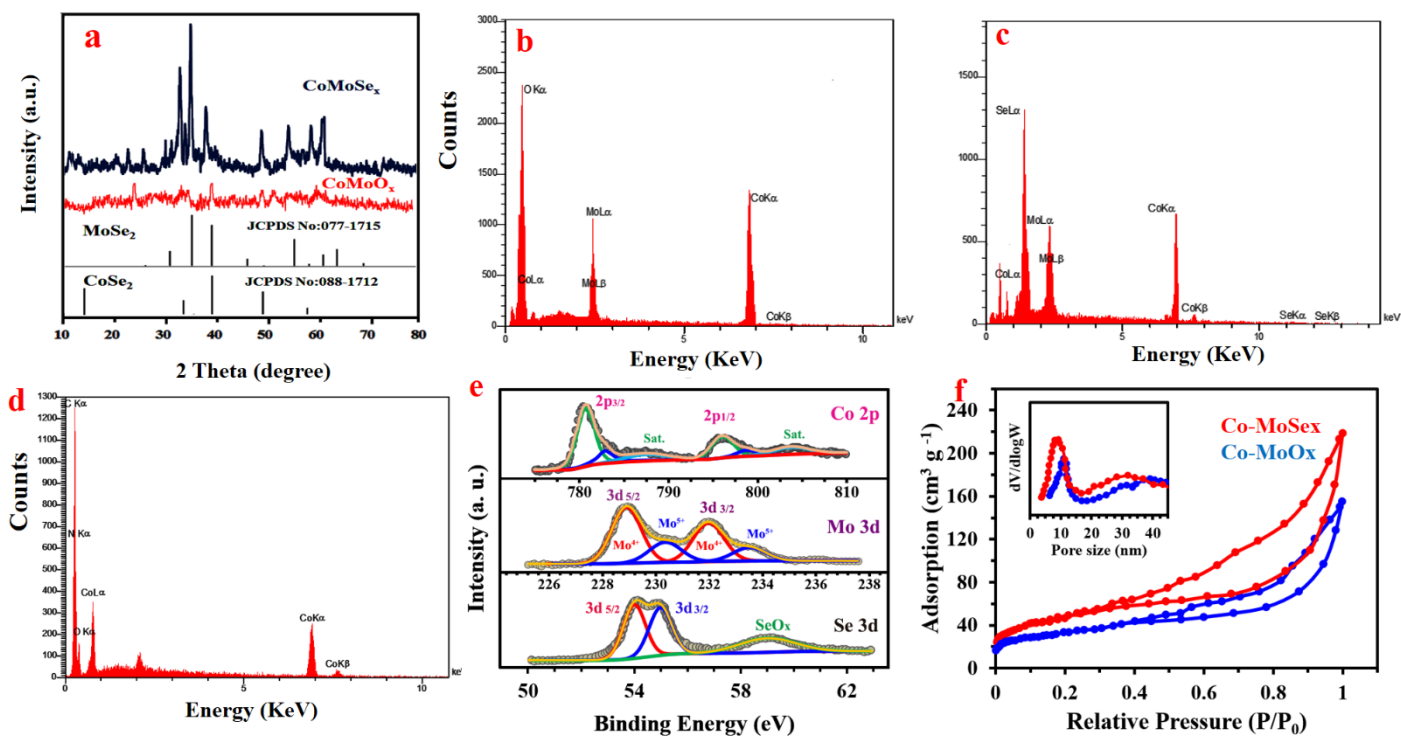 a
Intensity (a.u.)
CoMoSex
CoMoOx
MoSe2
JCPDS No:077-1715
CoSe2
JCPDS No:088-1712
10 20 30 40 50 60 70 80
2 Theta (degree)
b
Counts
3000
2500
2000
1500
1000
500
0
O Kα
CoLα
MoLα
MoLβ
CoKα
CoKβ
5 10
keV
Energy (KeV)
c
1500
1000
500
0
SeLα
CoLα
MoLα
MoLβ
CoKα
CoKβ
SeKα
SeKβ
5 10
keV
Energy (KeV)
d
Counts
1300
1200
1100
1000
900
800
700
600
500
400
300
200
100
0
C Kα
N Kα
CoLα
O Kα
CoKα
CoKβ
0 5 10
Energy (KeV)
e
Intensity (a. u.)
2p3/2
2p1/2
Co 2p
Sat.
Sat.
780 790 800 810
3d 5/2
3d 3/2
Mo 3d
Mo4+
Mo5+
Mo4+
Mo5+
226 228 230 232 234 236 238
3d 5/2
3d 3/2
SeOx
Se 3d
50 54 58 62
Binding Energy (eV)
f
Adsorption (cm3 g -1)
240
200
160
120
80
40
0
dV/dlogW
0 10 20 30 40
Pore size (nm)
Co-MoSex
Co-MoOx
0 0.2 0.4 0.6 0.8 1
Relative Pressure (P/P0)